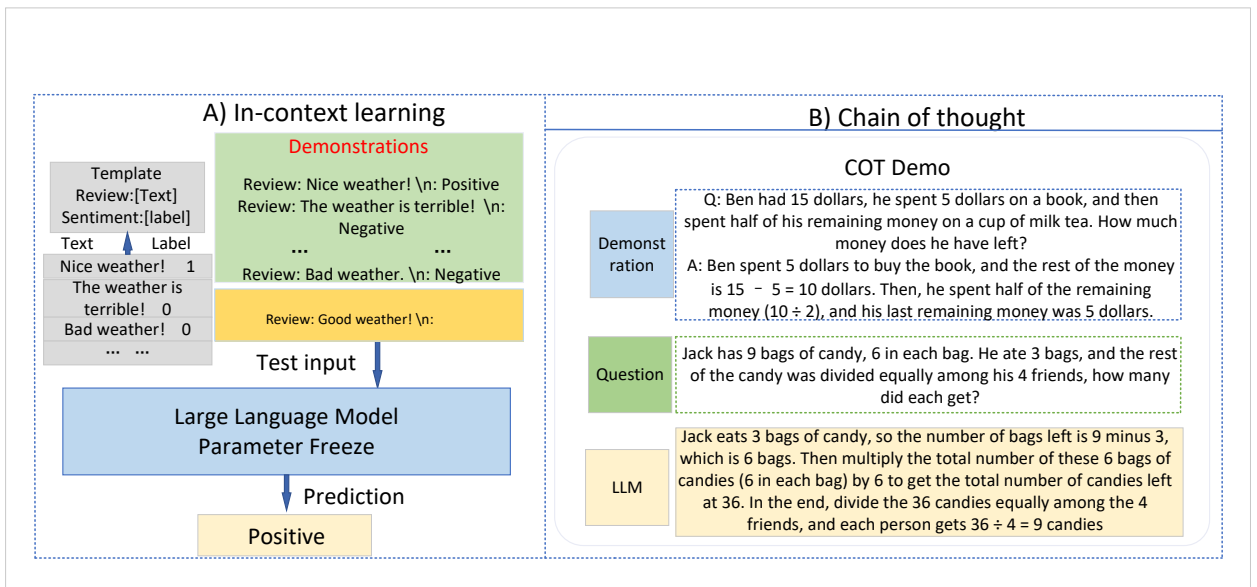 A) In-context learning
Template
Review:[Text]
Sentiment:[label]
Text Label
Nice weather! 1
The weather is
terrible! 0
Bad weather! 0
... ...
Demonstrations
Review: Nice weather! \n: Positive
Review: The weather is terrible! \n:
Negative
... ...
Review: Bad weather. \n: Negative
Review: Good weather! \n:
Test input
Large Language Model
Parameter Freeze
Prediction
Positive
B) Chain of thought
COT Demo
Demonst
ration
Q: Ben had 15 dollars, he spent 5 dollars on a book, and then
spent half of his remaining money on a cup of milk tea. How much
money does he have left?
A: Ben spent 5 dollars to buy the book, and the rest of the money
is 15 − 5 = 10 dollars. Then, he spent half of the remaining
money (10 ÷ 2), and his last remaining money was 5 dollars.
Question
Jack has 9 bags of candy, 6 in each bag. He ate 3 bags, and the rest
of the candy was divided equally among his 4 friends, how many
did each get?
LLM
Jack eats 3 bags of candy, so the number of bags left is 9 minus 3,
which is 6 bags. Then multiply the total number of these 6 bags of
candies (6 in each bag) by 6 to get the total number of candies left
at 36. In the end, divide the 36 candies equally among the 4
friends, and each person gets 36 ÷ 4 = 9 candies